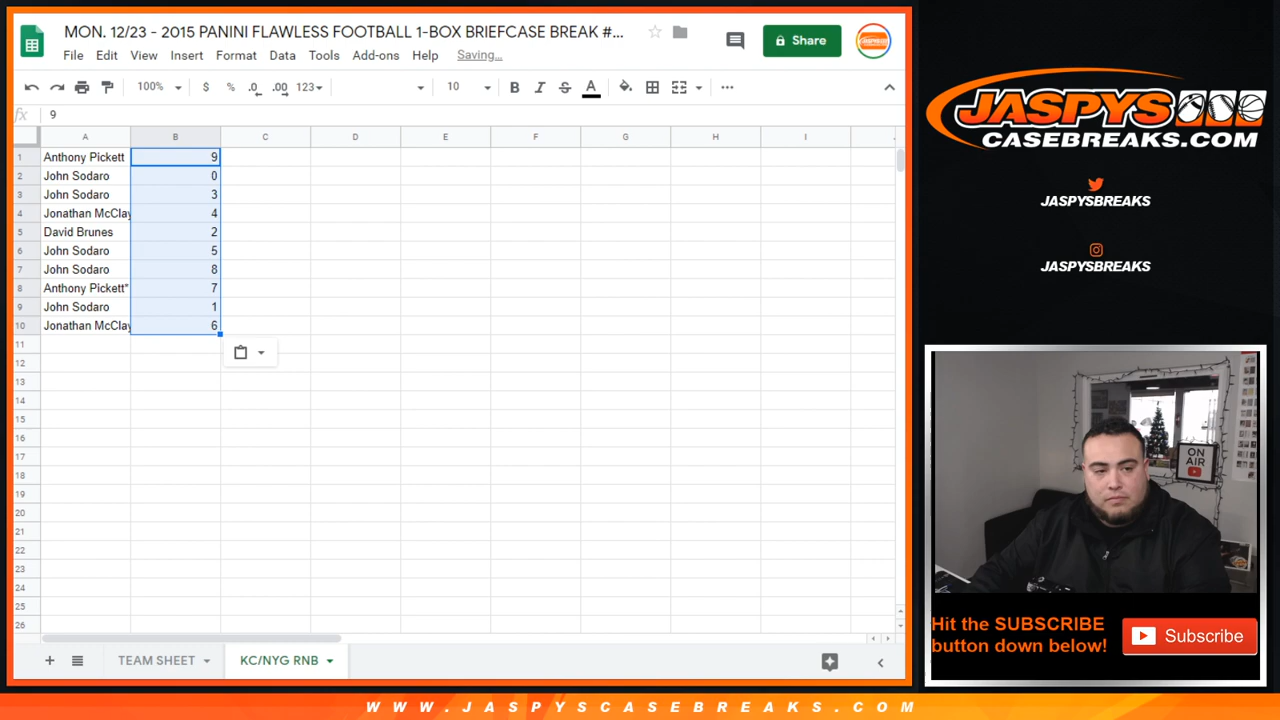 MON. 12/23 - 2015 PANINI FLAWLESS FOOTBALL 1-BOX BRIEFCASE BREAK #...
Share
File Edit View Insert Format Data Tools Add-ons Help Saving...
100% $ % .0 .00 123 10 B I S A
fx 9
A B C D E F G H I
1 Anthony Pickett 9
2 John Sodaro 0
3 John Sodaro 3
4 Jonathan McClay 4
5 David Brunes 2
6 John Sodaro 5
7 John Sodaro 8
8 Anthony Pickett* 7
9 John Sodaro 1
10 Jonathan McClay 6
11
12
13
14
15
16
17
18
19
20
21
22
23
24
25
26
TEAM SHEET KC/NYG RNB
JASPYS
CASEBREAKS.COM
JASPYSBREAKS
JASPYSBREAKS
ON
AIR
Hit the SUBSCRIBE
button down below!
Subscribe
WWW.JASPYSCASEBREAKS.COM